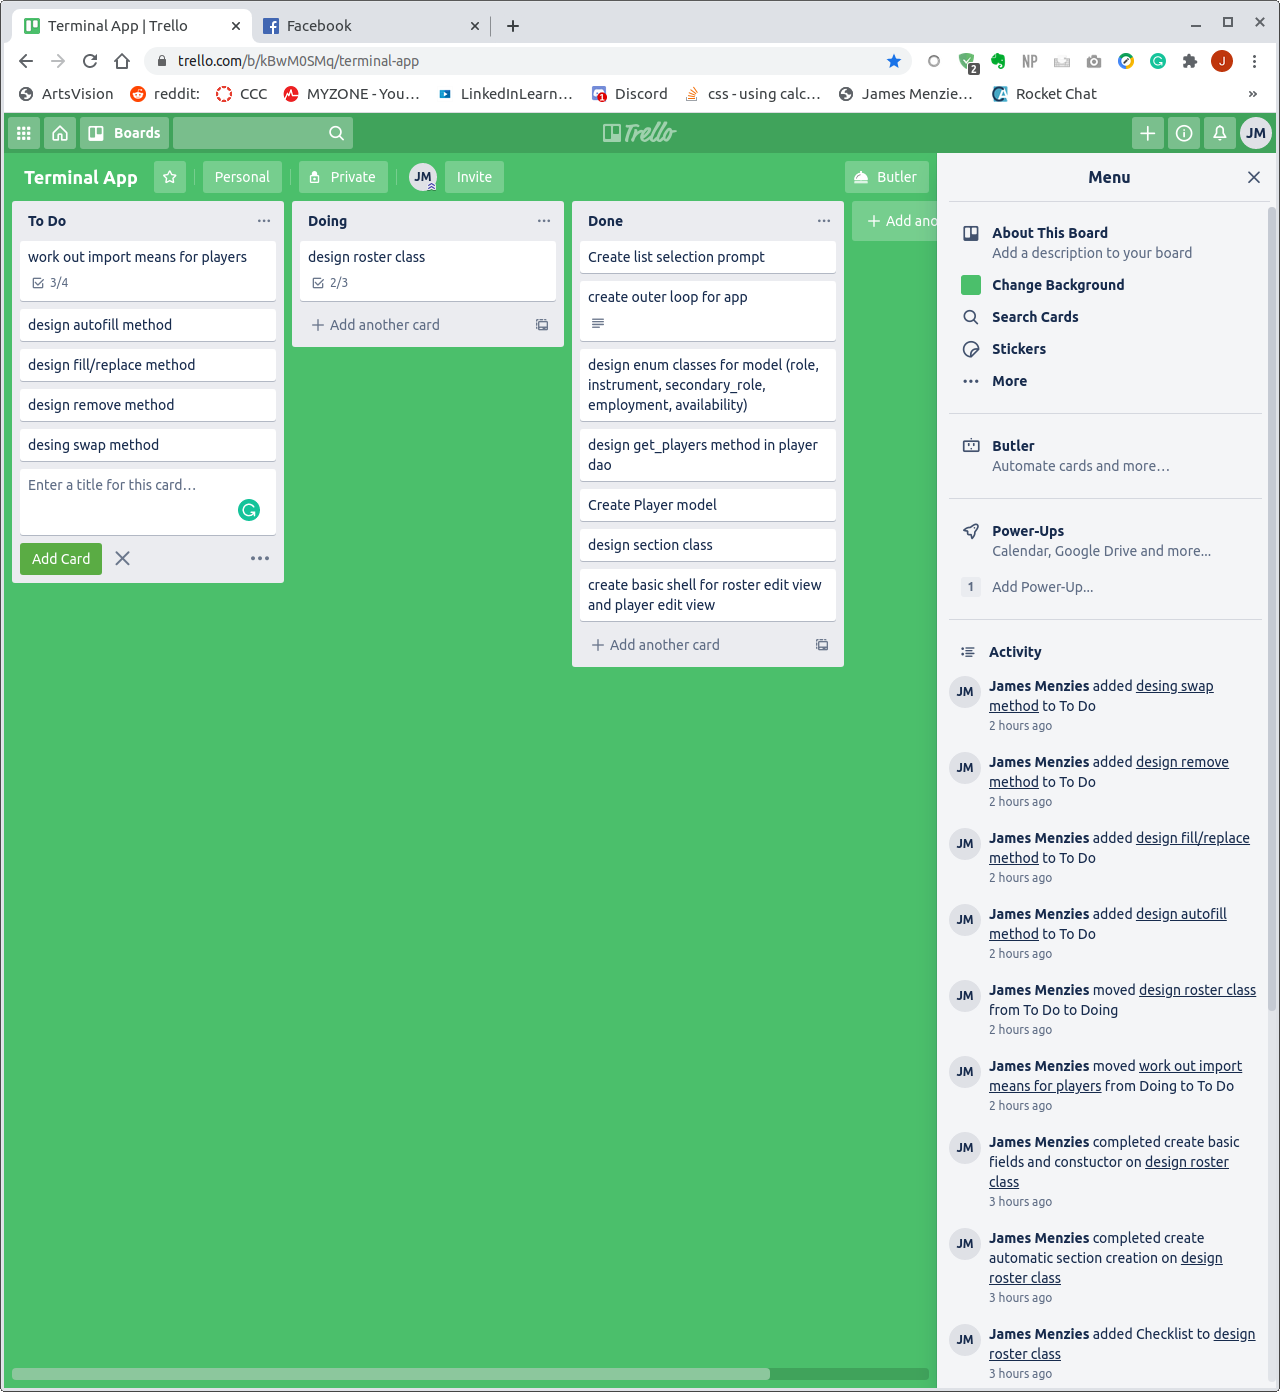 Terminal App | Trello
Facebook
trello.com/b/kBwM0SMq/terminal-app
2
NP
J
ArtsVision
reddit:
CCC
MYZONE - You…
LinkedInLearn…
1
Discord
css - using calc…
James Menzie…
Rocket Chat
»
Boards
Trello
JM
Terminal App
Personal
Private
JM
Invite
Butler
To Do
work out import means for players
3/4
design autofill method
design fill/replace method
design remove method
desing swap method
Enter a title for this card…
Add Card
Doing
design roster class
2/3
Add another card
Done
Create list selection prompt
create outer loop for app
design enum classes for model (role,
instrument, secondary_role,
employment, availability)
design get_players method in player
dao
Create Player model
design section class
create basic shell for roster edit view
and player edit view
Add another card
Add ano
Menu
About This Board
Add a description to your board
Change Background
Search Cards
Stickers
More
Butler
Automate cards and more…
Power-Ups
Calendar, Google Drive and more...
1
Add Power-Up...
Activity
JM
James Menzies added desing swap
method to To Do
2 hours ago
JM
James Menzies added design remove
method to To Do
2 hours ago
JM
James Menzies added design fill/replace
method to To Do
2 hours ago
JM
James Menzies added design autofill
method to To Do
2 hours ago
JM
James Menzies moved design roster class
from To Do to Doing
2 hours ago
JM
James Menzies moved work out import
means for players from Doing to To Do
2 hours ago
JM
James Menzies completed create basic
fields and constuctor on design roster
class
3 hours ago
JM
James Menzies completed create
automatic section creation on design
roster class
3 hours ago
JM
James Menzies added Checklist to design
roster class
3 hours ago